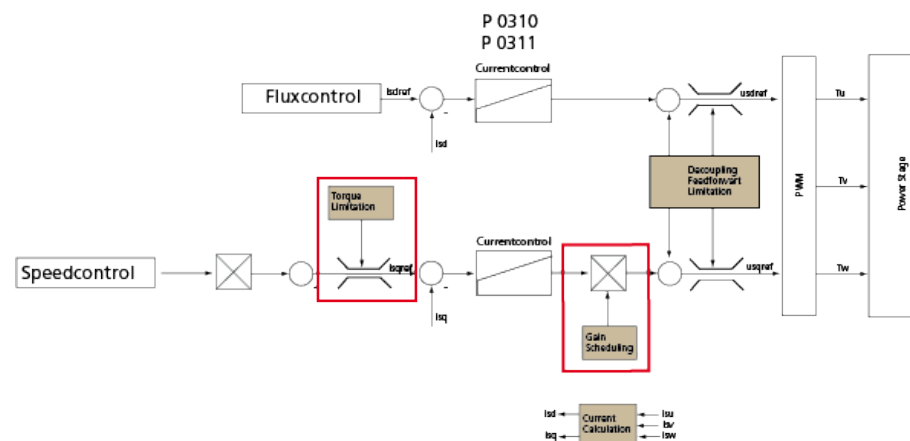 P 0310
P 0311
Currentcontrol
Fluxcontrol
isdref
-
isd
usdref
Tu
Torque
Limitation
Decoupling
Feedforwart
Limitation
PWM
Tv
Power Stage
Speedcontrol
-
isqref
-
isq
Currentcontrol
usqref
Tw
Gain
Scheduling
isd
isq
Current
Calculation
isu
isv
isw